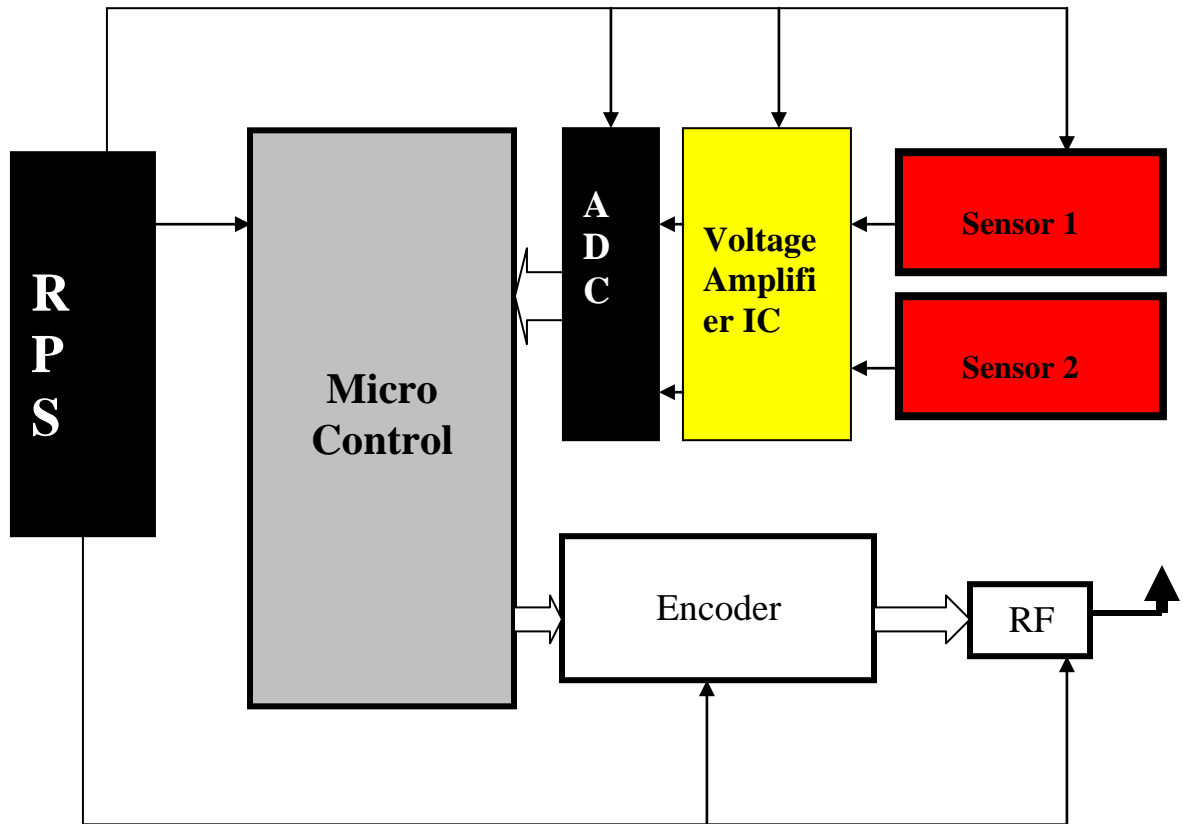 R
P
S
Micro
Control
A
D
C
Voltage
Amplifi
er IC
Sensor 1
Sensor 2
Encoder
RF